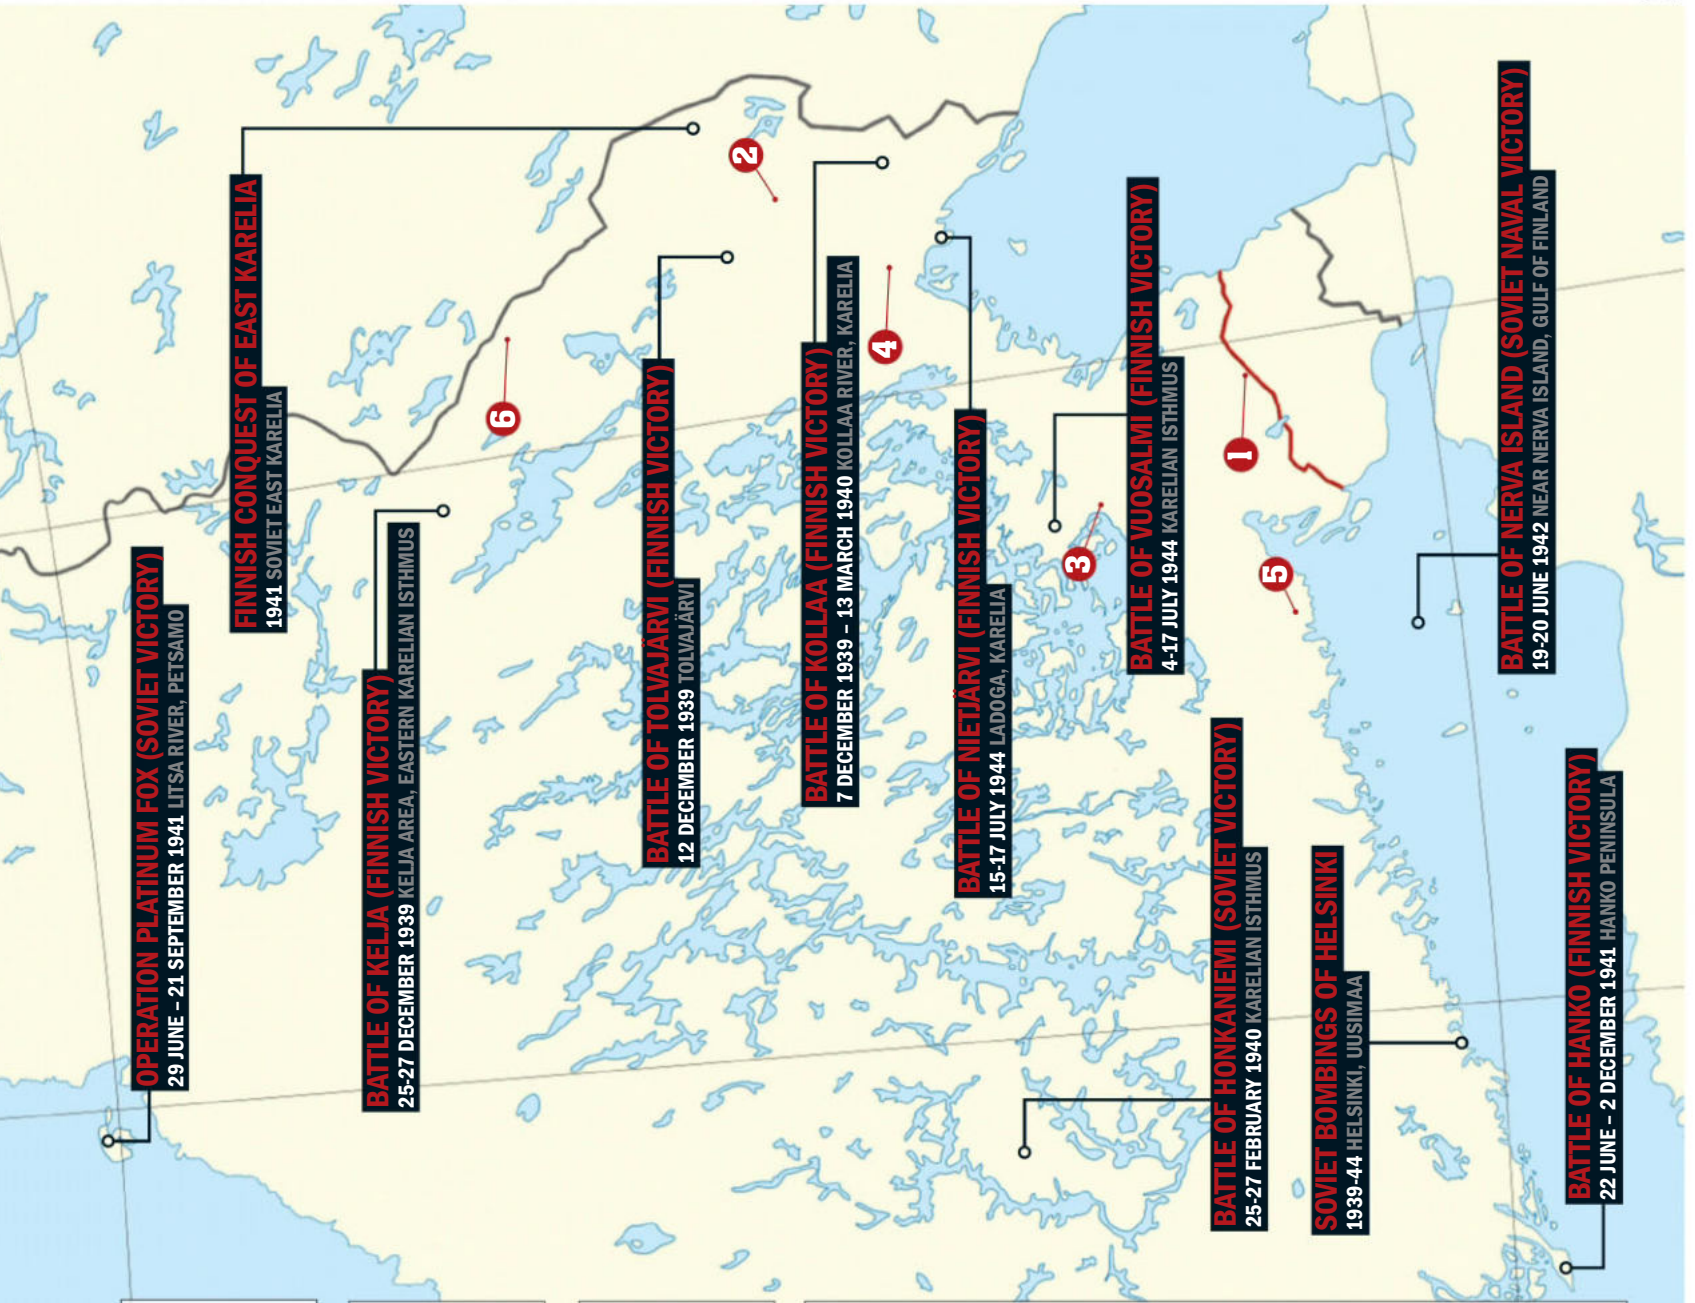 OPERATION PLATINUM FOX (SOVIET VICTORY)
29 JUNE – 21 SEPTEMBER 1941 LITSA RIVER, PETSAMO
FINNISH CONQUEST OF EAST KARELIA
1941 SOVIET EAST KARELIA
BATTLE OF KELJA (FINNISH VICTORY)
25-27 DECEMBER 1939 KELJA AREA, EASTERN KARELIAN ISTHMUS
6
BATTLE OF TOLVAJÄRVI (FINNISH VICTORY)
12 DECEMBER 1939 TOLVAJÄRVI
2
BATTLE OF KOLLAA (FINNISH VICTORY)
7 DECEMBER 1939 – 13 MARCH 1940 KOLLAA RIVER, KARELIA
4
BATTLE OF NIETJÄRVI (FINNISH VICTORY)
15-17 JULY 1944 LADOGA, KARELIA
3
BATTLE OF VUOSALMI (FINNISH VICTORY)
4-17 JULY 1944 KARELIAN ISTHMUS
1
BATTLE OF HONKANIEMI (SOVIET VICTORY)
25-27 FEBRUARY 1940 KARELIAN ISTHMUS
5
SOVIET BOMBINGS OF HELSINKI
1939-44 HELSINKI, UUSIMAA
BATTLE OF NERVA ISLAND (SOVIET NAVAL VICTORY)
19-20 JUNE 1942 NEAR NERVA ISLAND, GULF OF FINLAND
BATTLE OF HANKO (FINNISH VICTORY)
22 JUNE – 2 DECEMBER 1941 HANKO PENINSULA